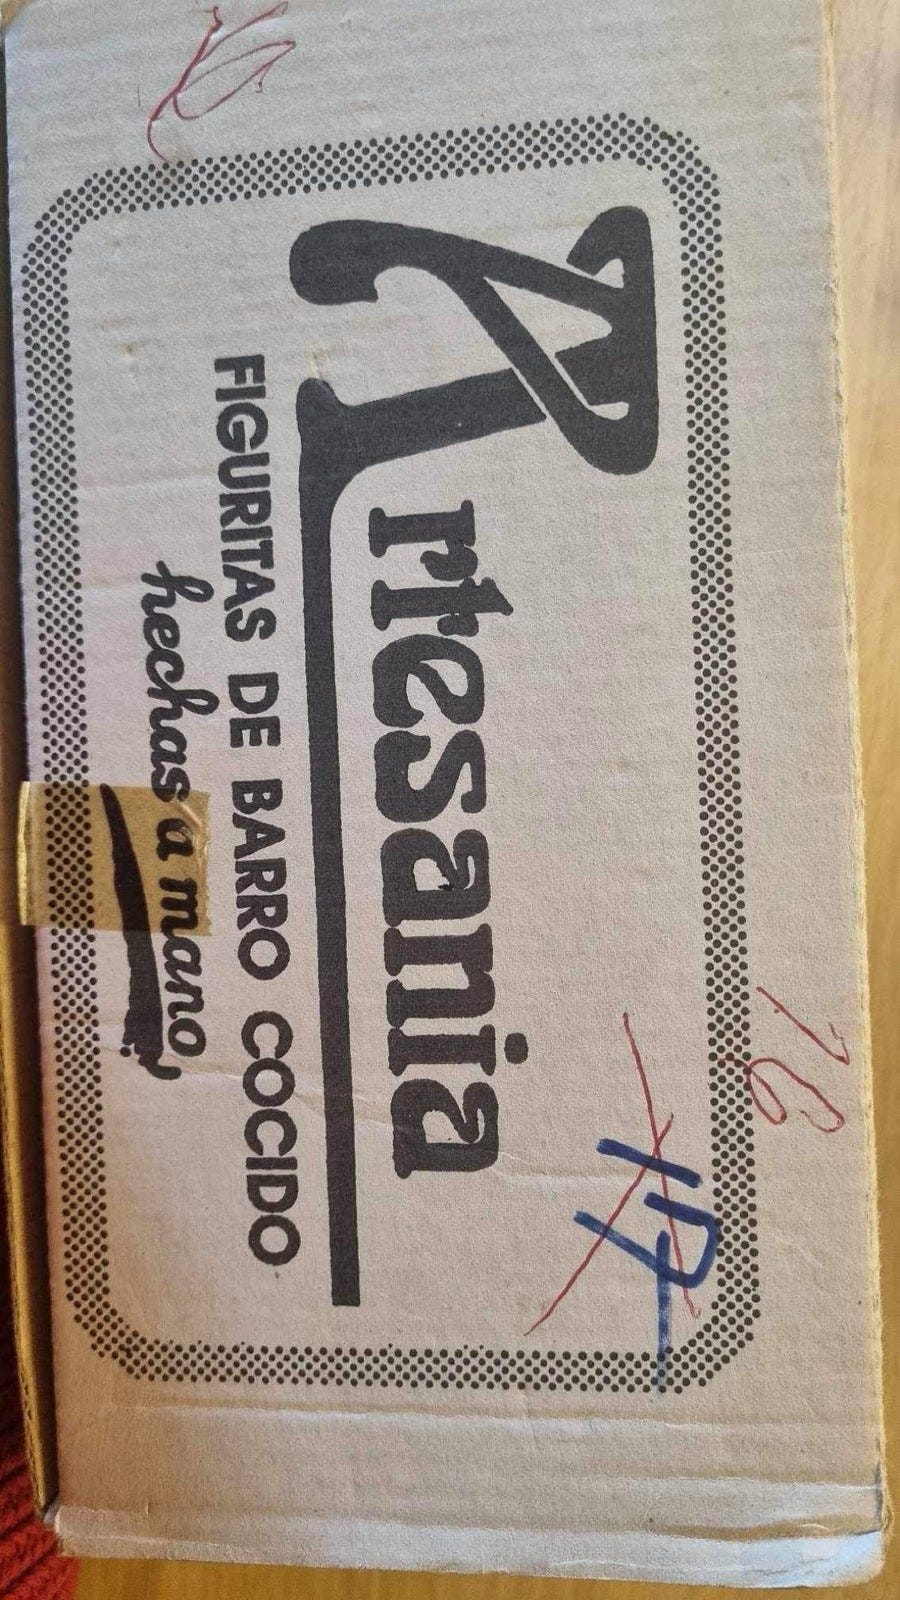 Artesania
FIGURITAS DE BARRO COCIDO
hechas a mano